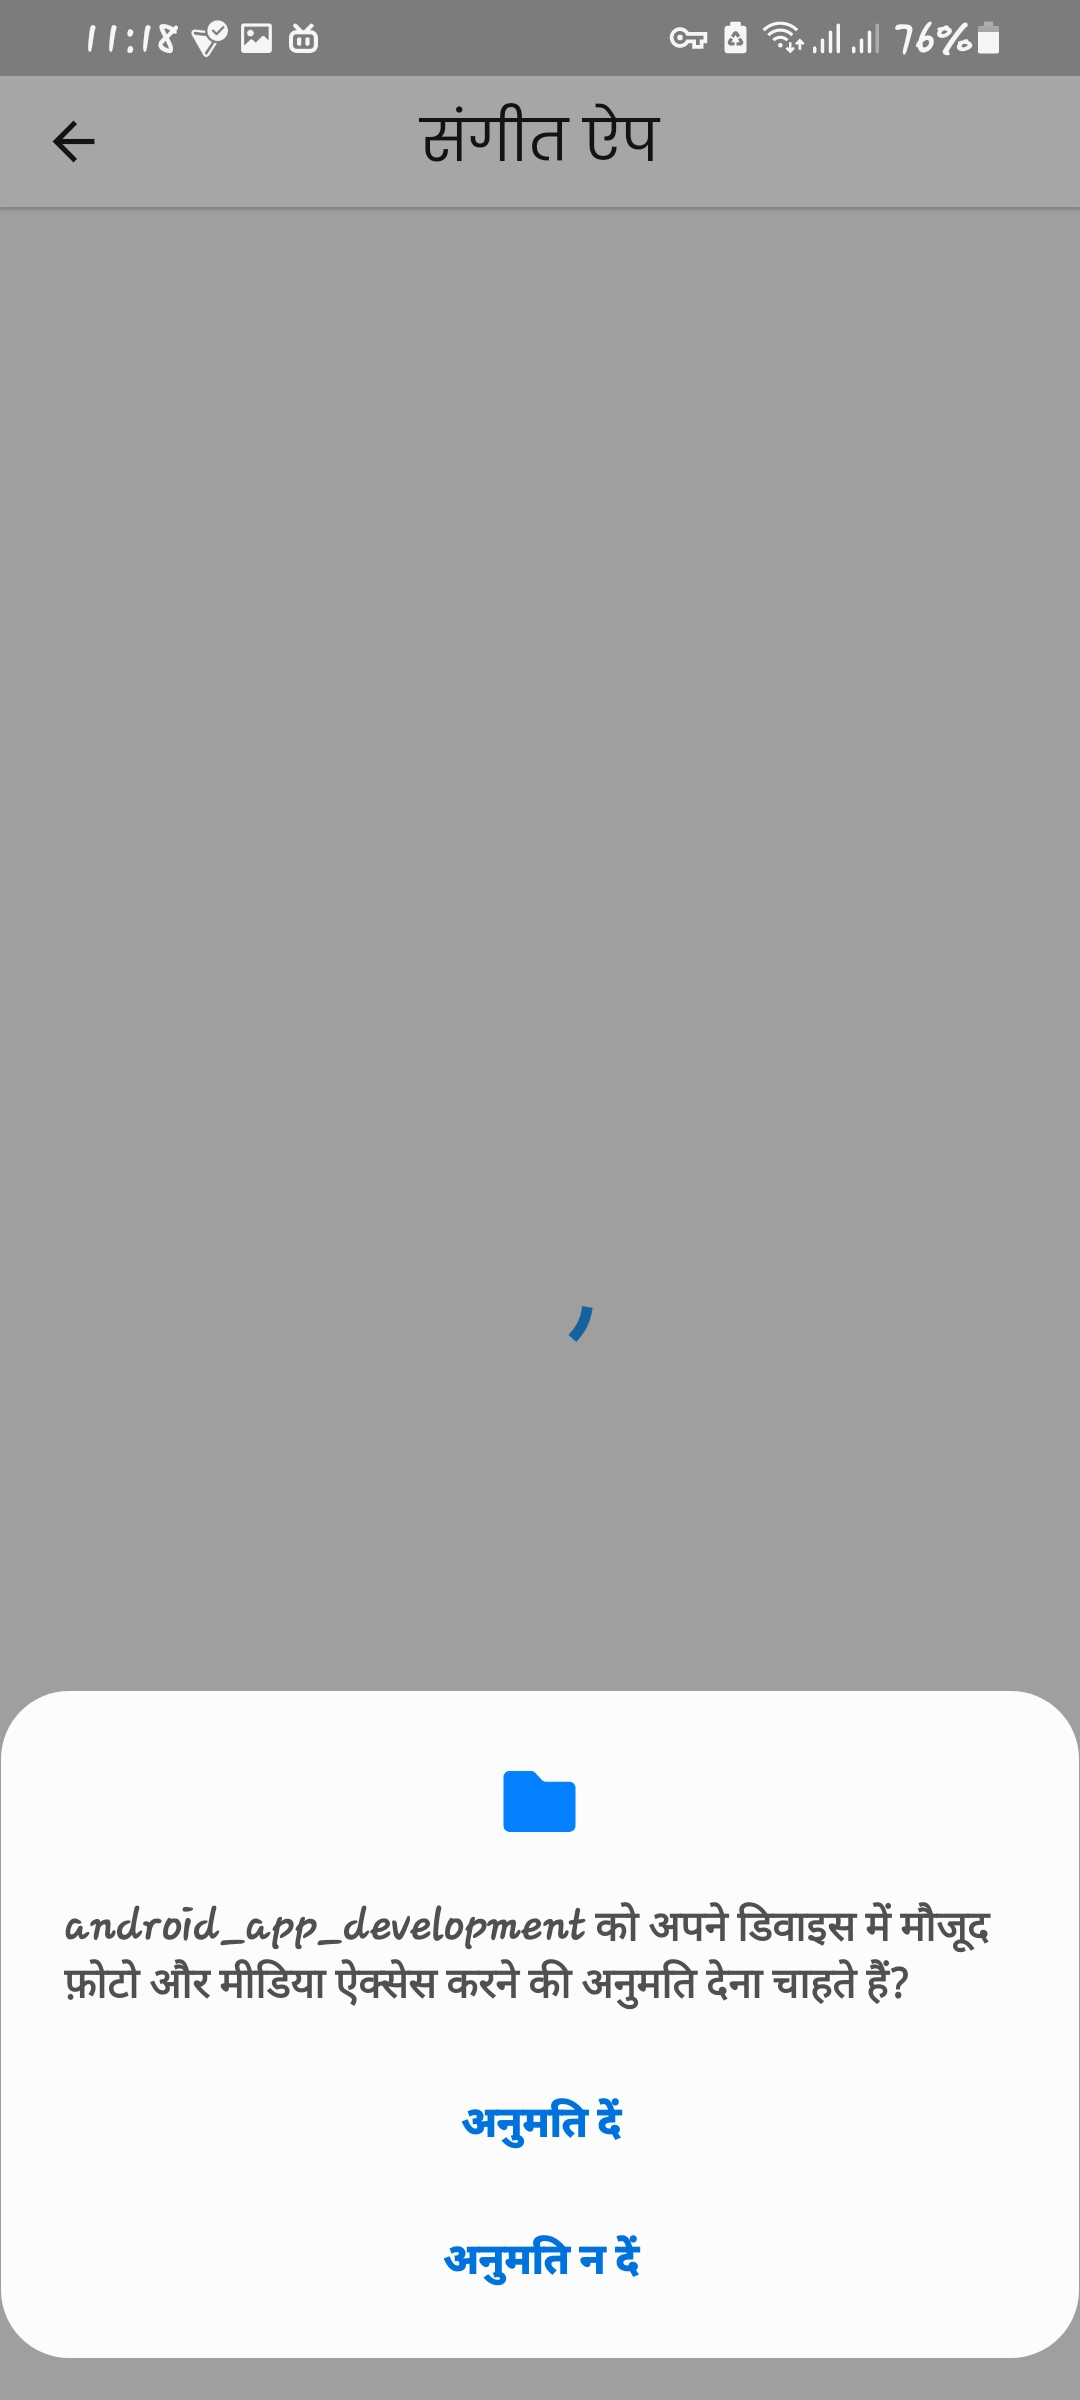 11:18
76%
संगीत ऐप
android_app_development को अपने डिवाइस में मौजूद
फ़ोटो और मीडिया ऐक्सेस करने की अनुमति देना चाहते हैं?
अनुमति दें
अनुमति न दें